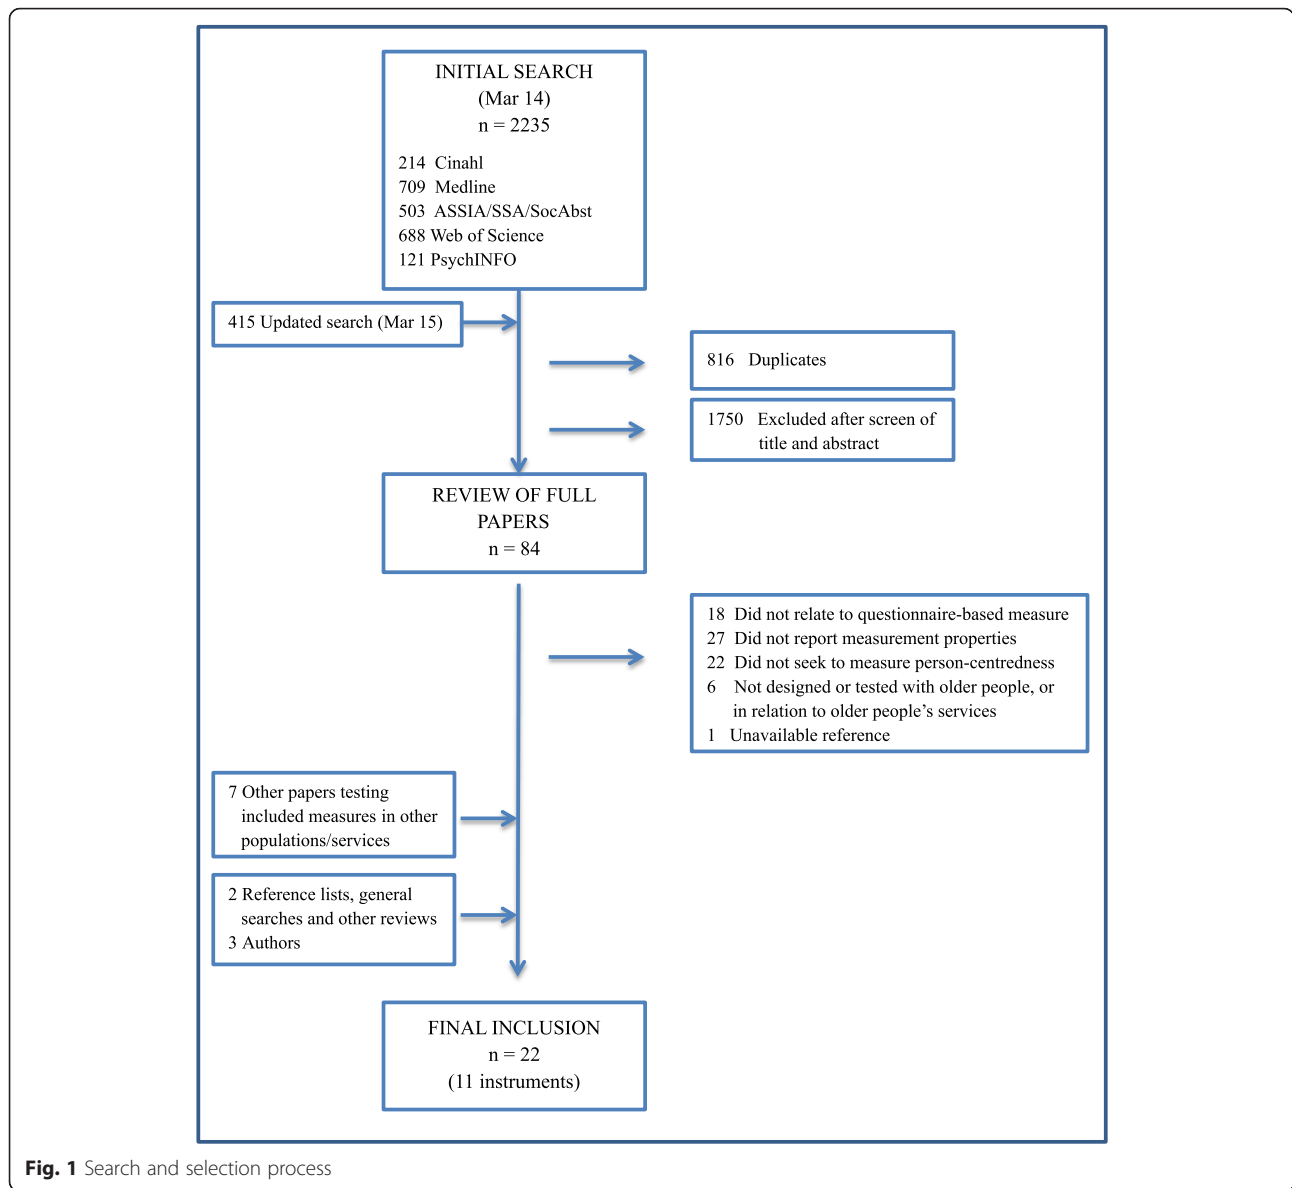 INITIAL SEARCH
(Mar 14)
n = 2235
214 Cinahl
709 Medline
503 ASSIA/SSA/SocAbst
688 Web of Science
121 PsychINFO
415 Updated search (Mar 15)
816 Duplicates
1750 Excluded after screen of
title and abstract
REVIEW OF FULL
PAPERS
n = 84
18 Did not relate to questionnaire-based measure
27 Did not report measurement properties
22 Did not seek to measure person-centredness
6 Not designed or tested with older people, or
in relation to older people’s services
1 Unavailable reference
7 Other papers testing
included measures in other
populations/services
2 Reference lists, general
searches and other reviews
3 Authors
FINAL INCLUSION
n = 22
(11 instruments)
Fig. 1 Search and selection process